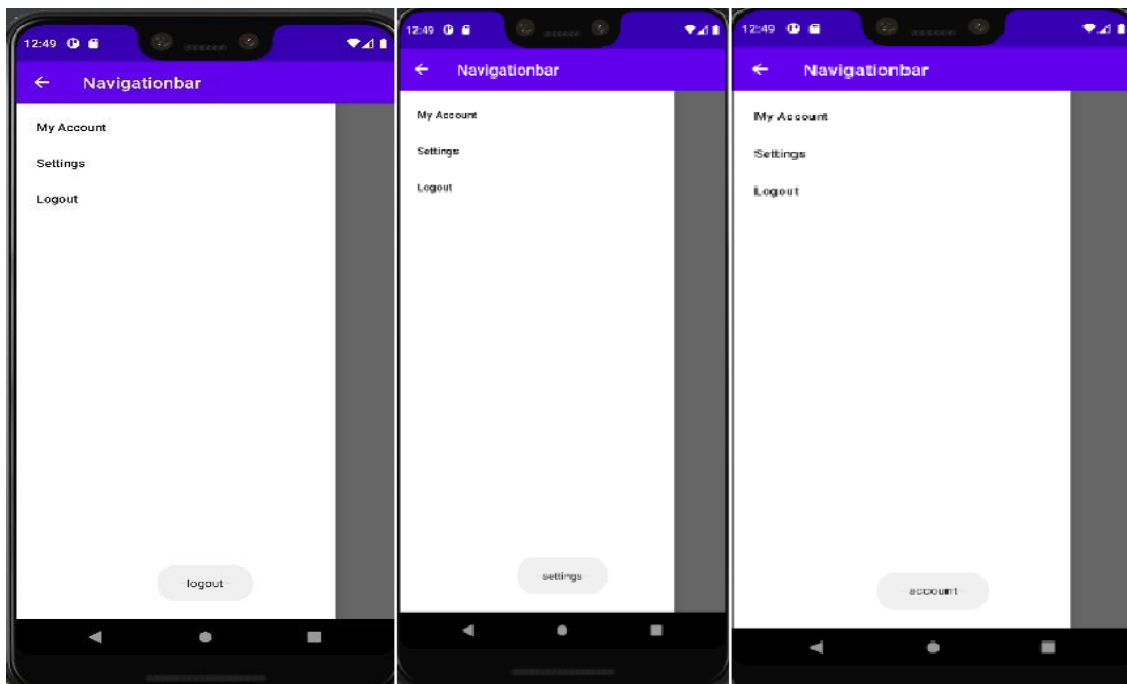 12:49
Navigationbar
My Account
Settings
Logout
logout
12:49
Navigationbar
My Account
Settings
Logout
settings
12:49
Navigationbar
My Account
Settings
Logout
account